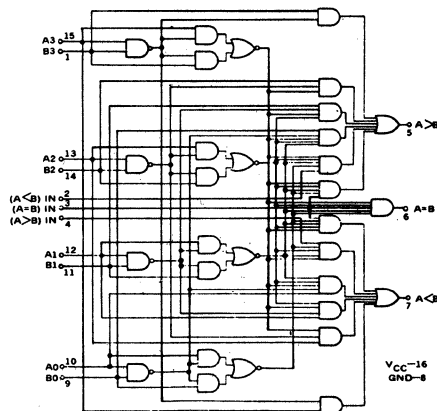 A3 15
B3 1
5 A>B
A2 13
B2 14
(A<B) IN 2
(A=B) IN 3
(A>B) IN 4
6 A=B
A1 12
B1 11
7 A<B
A0 10
B0 9
VCC-16
GND-8